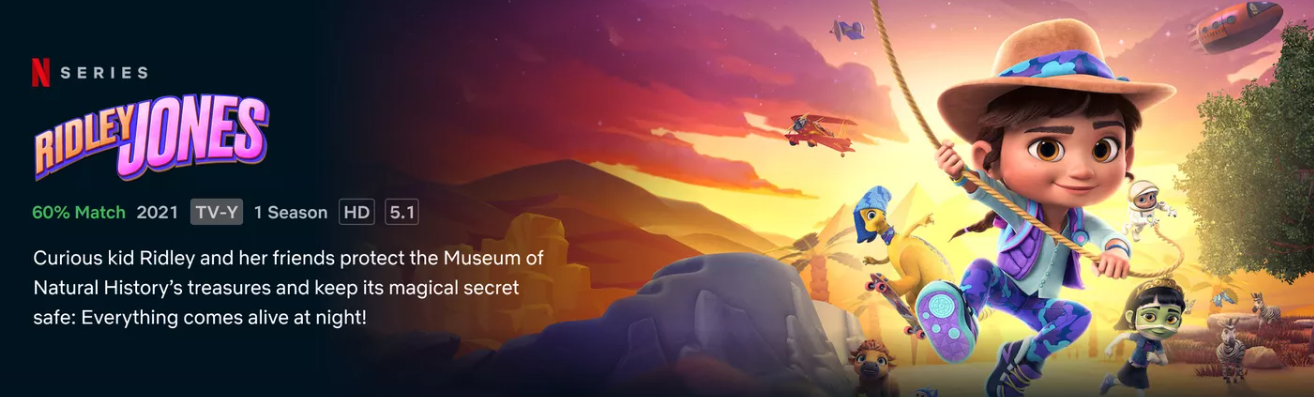 N SERIES
RIDLEY JONES
60% Match 2021 TV-Y 1 Season HD 5.1
Curious kid Ridley and her friends protect the Museum of
Natural History's treasures and keep its magical secret
safe: Everything comes alive at night!